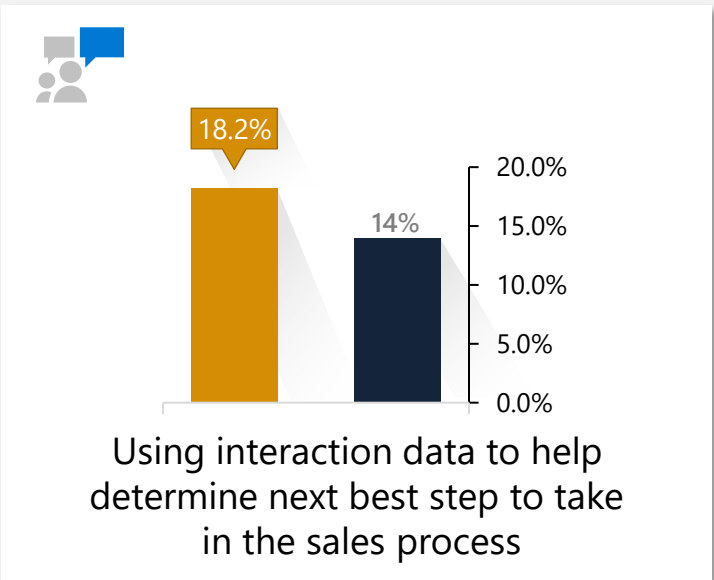 18.2%
14%
20.0%
15.0%
10.0%
5.0%
0.0%
Using interaction data to help
determine next best step to take
in the sales process